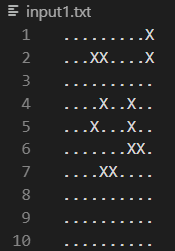 input1.txt
1 .........X
2 ...XX....X
3 ..........
4 ....X..X..
5 ...X...X..
6 .......XX.
7 ....XX....
8 ..........
9 ..........
10 ..........